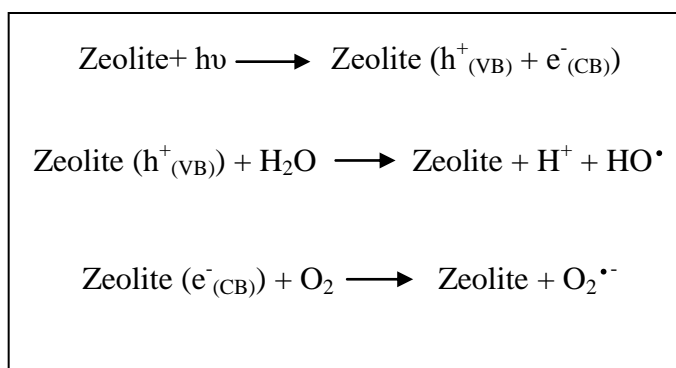 Zeolite+ hυ ⟶ Zeolite (h⁺₍VB₎ + e⁻₍CB₎)
Zeolite (h⁺₍VB₎) + H₂O ⟶ Zeolite + H⁺ + HO•
Zeolite (e⁻₍CB₎) + O₂ ⟶ Zeolite + O₂•⁻